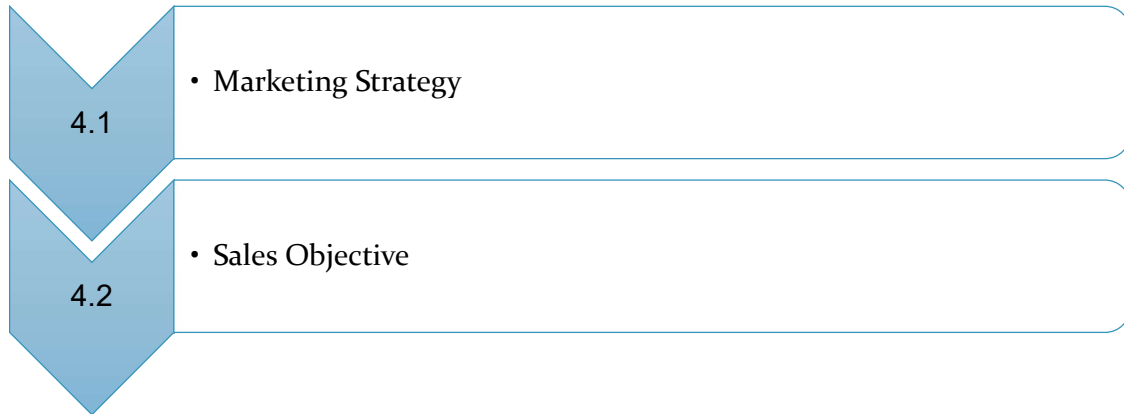 4.1
• Marketing Strategy
4.2
• Sales Objective